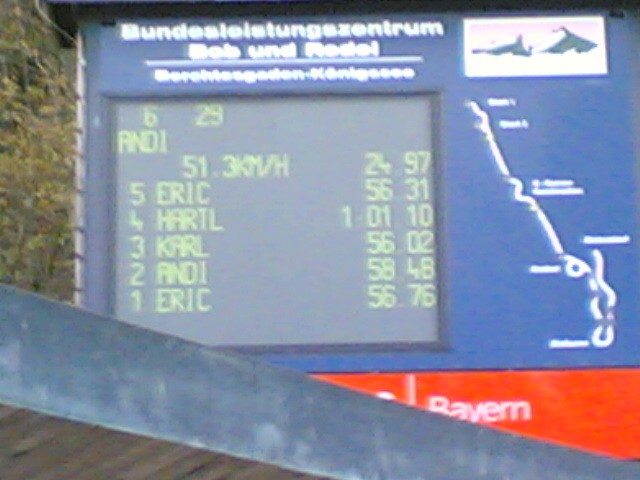 Bundesleistungszentrum
Bob und Rodel
Berchtesgaden-Königssee
6 29
ANDI
51.3KM/H 24 97
5 ERIC 56 31
4 HARTL 1 01 10
3 KARL 56.02
2 ANDI 58 48
1 ERIC 56.76
Bayern